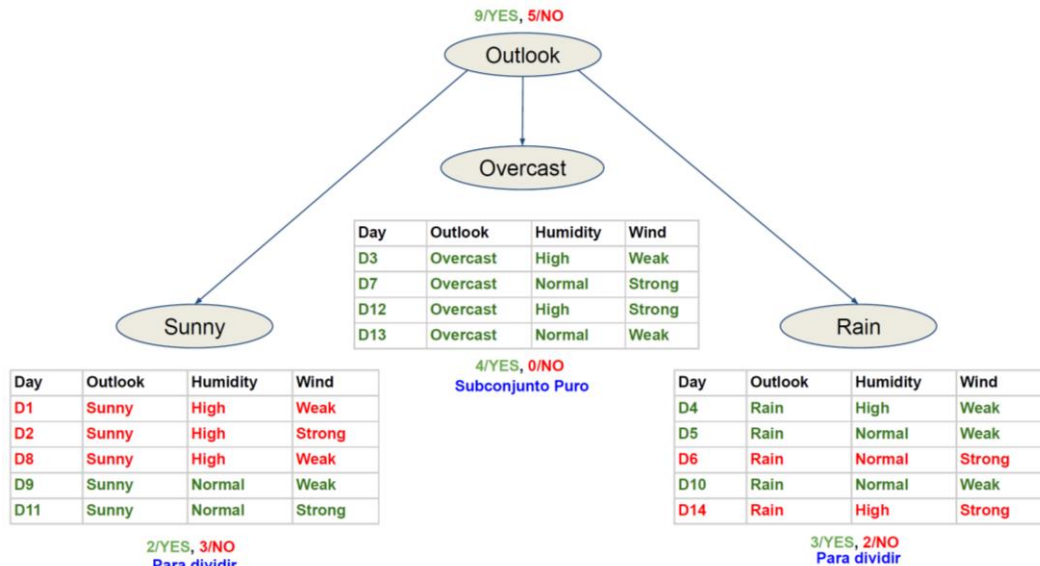 9/YES, 5/NO
Outlook
Overcast
Day Outlook Humidity Wind
D3 Overcast High Weak
D7 Overcast Normal Strong
D12 Overcast High Strong
D13 Overcast Normal Weak
4/YES, 0/NO
Subconjunto Puro
Sunny
Day Outlook Humidity Wind
D1 Sunny High Weak
D2 Sunny High Strong
D8 Sunny High Weak
D9 Sunny Normal Weak
D11 Sunny Normal Strong
2/YES, 3/NO
Para dividir
Rain
Day Outlook Humidity Wind
D4 Rain High Weak
D5 Rain Normal Weak
D6 Rain Normal Strong
D10 Rain Normal Weak
D14 Rain High Strong
3/YES, 2/NO
Para dividir